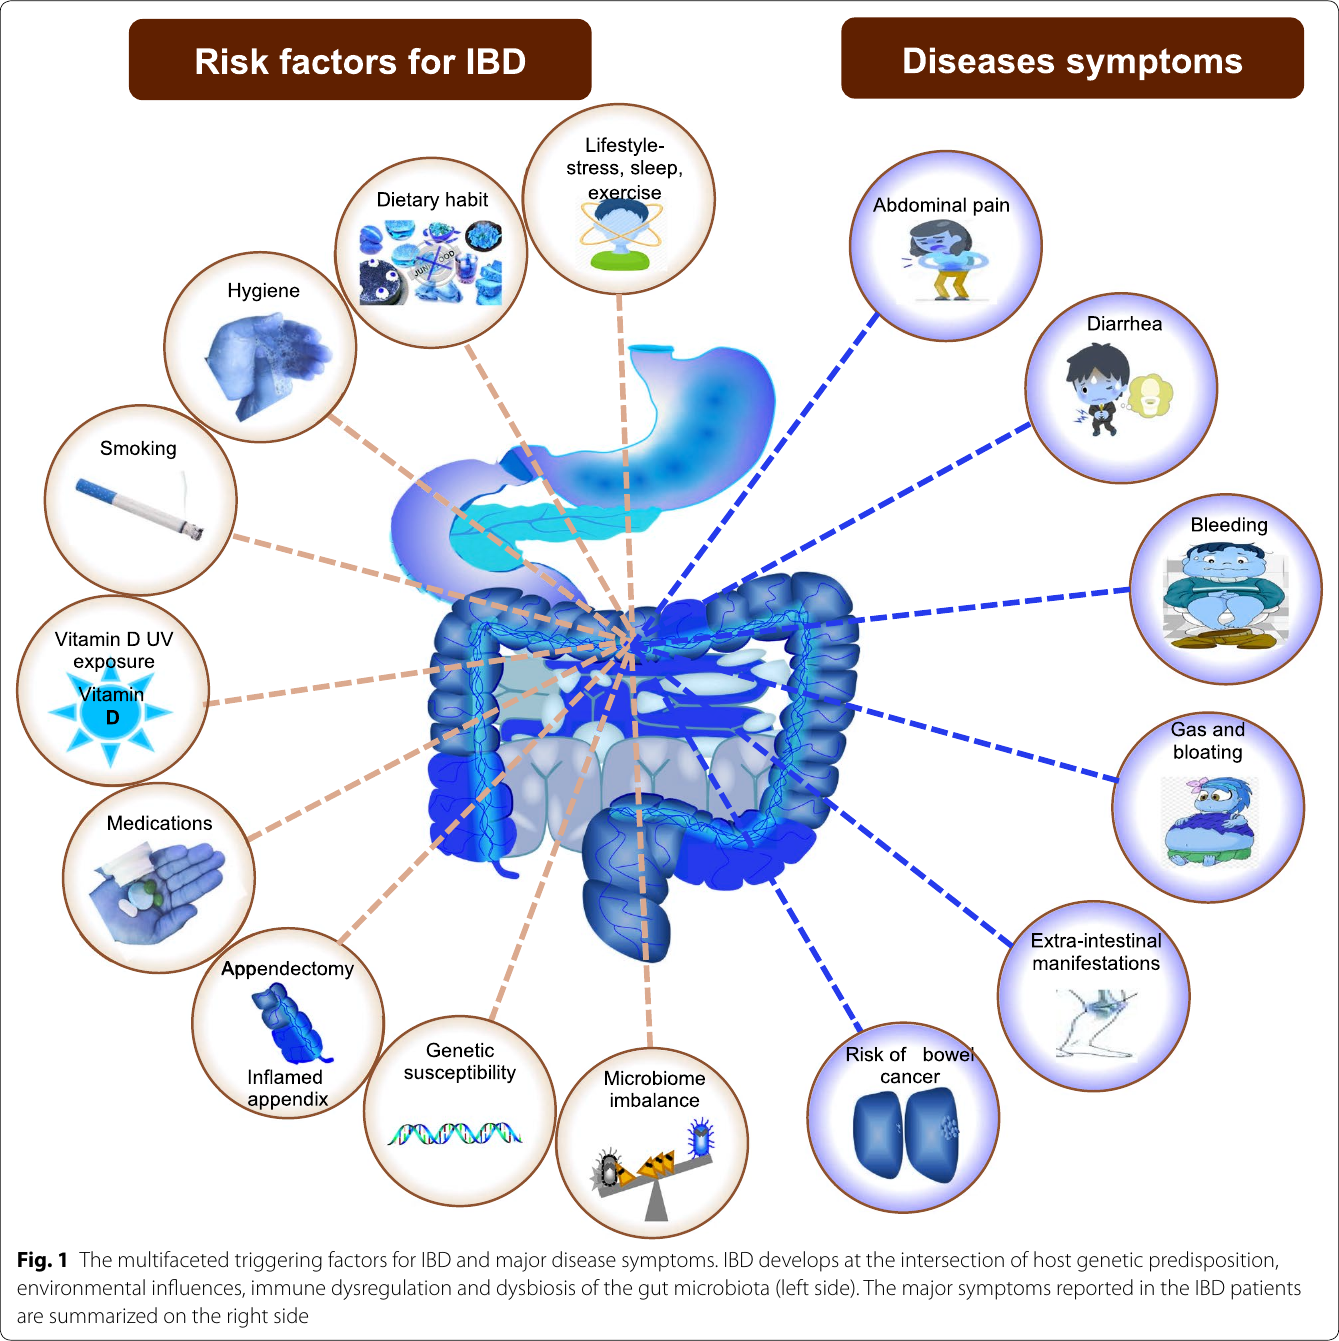 Risk factors for IBD
Diseases symptoms
Lifestyle-
stress, sleep,
exercise
Dietary habit
JUNK FOOD
Hygiene
Smoking
Vitamin D UV
exposure
Vitamin
D
Medications
Appendectomy
Inflamed
appendix
Genetic
susceptibility
Microbiome
imbalance
Abdominal pain
Diarrhea
Bleeding
Gas and
bloating
Extra-intestinal
manifestations
Risk of bowel
cancer
Fig. 1 The multifaceted triggering factors for IBD and major disease symptoms. IBD develops at the intersection of host genetic predisposition,
environmental influences, immune dysregulation and dysbiosis of the gut microbiota (left side). The major symptoms reported in the IBD patients
are summarized on the right side